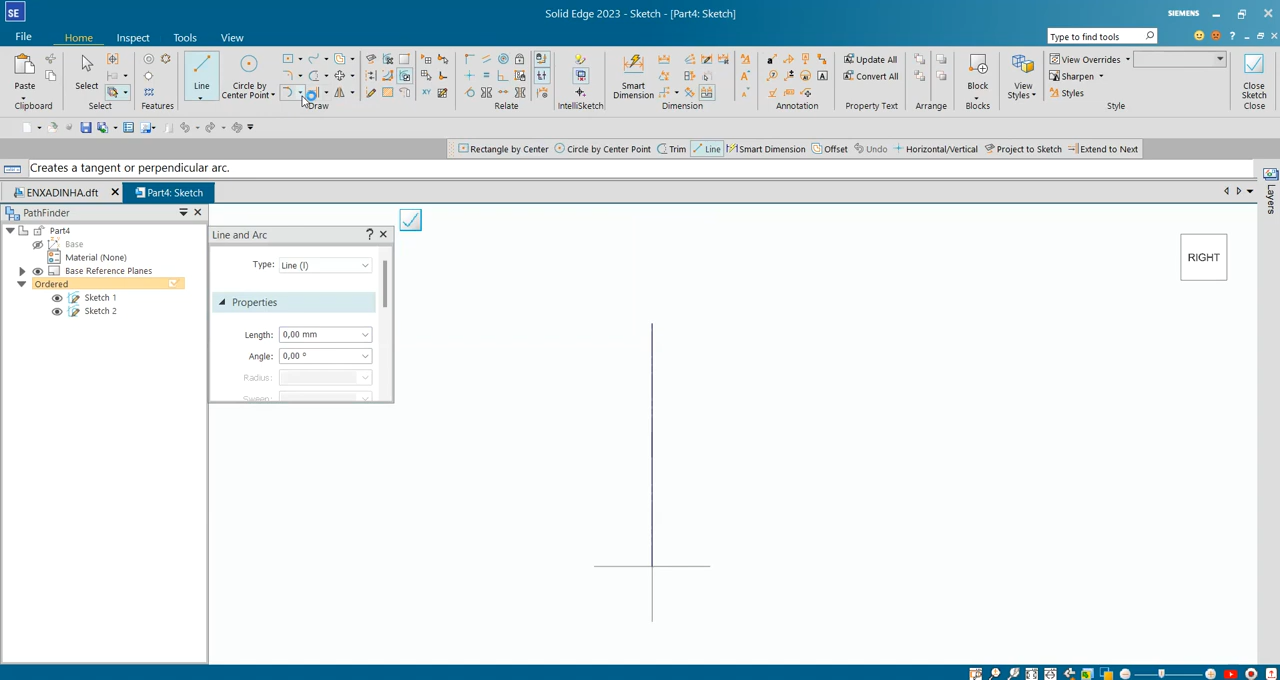 SE
Solid Edge 2023 - Sketch - [Part4: Sketch]
SIEMENS
File
Home
Inspect
Tools
View
Type to find tools
Paste
Clipboard
Select
Select
Features
Line
Circle by
Center Point
Draw
Relate
IntelliSketch
Smart
Dimension
Dimension
Annotation
Update All
Convert All
Property Text
Arrange
Block
Blocks
View
Styles
View Overrides
Sharpen
Styles
Style
Close
Sketch
Close
Rectangle by Center
Circle by Center Point
Trim
Line
Smart Dimension
Offset
Undo
Horizontal/Vertical
Project to Sketch
Extend to Next
Creates a tangent or perpendicular arc.
ENXADINHA.dft
Part4: Sketch
PathFinder
Part4
Base
Material (None)
Base Reference Planes
Ordered
Sketch 1
Sketch 2
Line and Arc
?
Type: Line (l)
Properties
Length: 0,00 mm
Angle: 0,00 º
Radius:
Sweep:
RIGHT
Layers